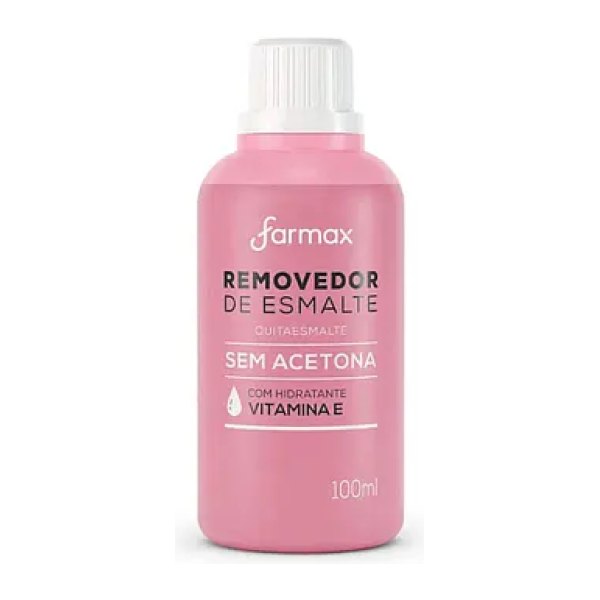 farmax
REMOVEDOR
DE ESMALTE
QUITAESMALTE
SEM ACETONA
COM HIDRATANTE
VITAMINA E
100ml